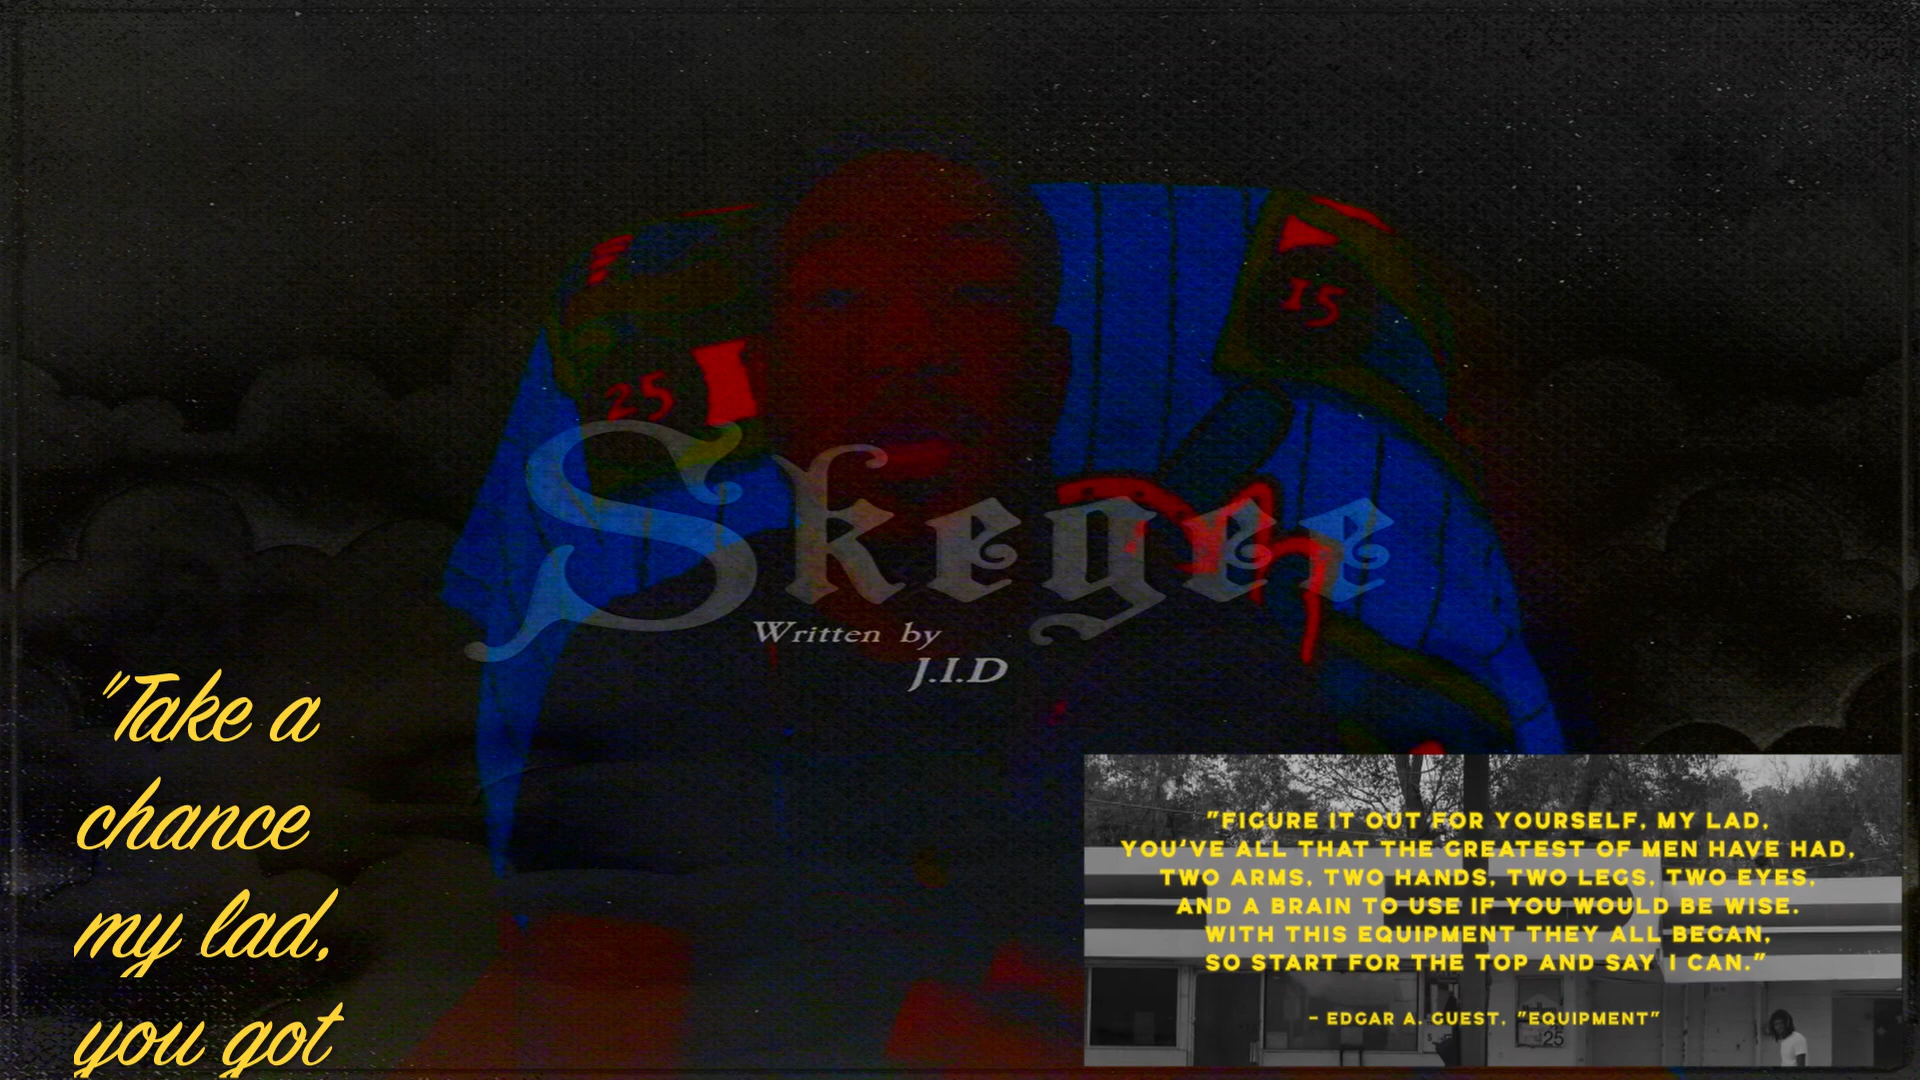 25
15
Skegee
Written by
J.I.D
"Take a
chance
my lad,
you got
"FIGURE IT OUT FOR YOURSELF, MY LAD,
YOU'VE ALL THAT THE GREATEST OF MEN HAVE HAD,
TWO ARMS, TWO HANDS, TWO LEGS, TWO EYES,
AND A BRAIN TO USE IF YOU WOULD BE WISE.
WITH THIS EQUIPMENT THEY ALL BEGAN,
SO START FOR THE TOP AND SAY I CAN."
- EDGAR A. GUEST, "EQUIPMENT"
25